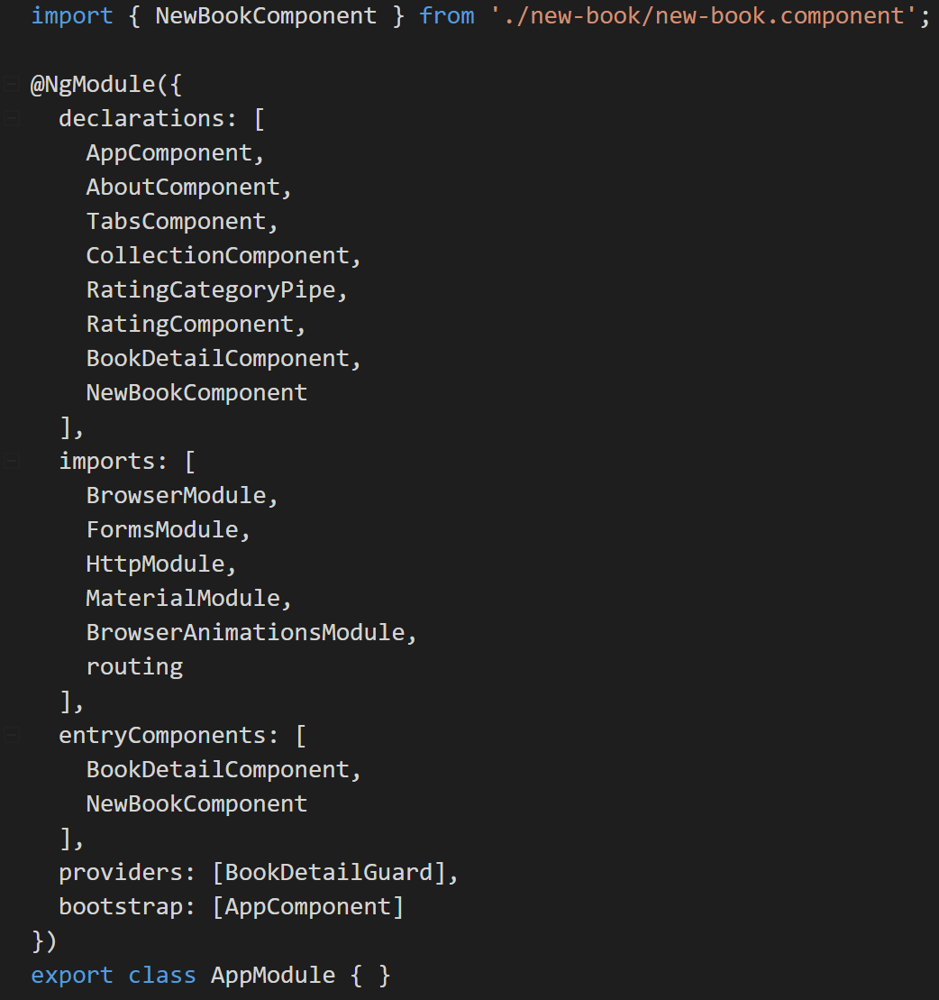 import { NewBookComponent } from './new-book/new-book.component';
@NgModule({
declarations: [
AppComponent,
AboutComponent,
TabsComponent,
CollectionComponent,
RatingCategoryPipe,
RatingComponent,
BookDetailComponent,
NewBookComponent
],
imports: [
BrowserModule,
FormsModule,
HttpModule,
MaterialModule,
BrowserAnimationsModule,
routing
],
entryComponents: [
BookDetailComponent,
NewBookComponent
],
providers: [BookDetailGuard],
bootstrap: [AppComponent]
})
export class AppModule { }